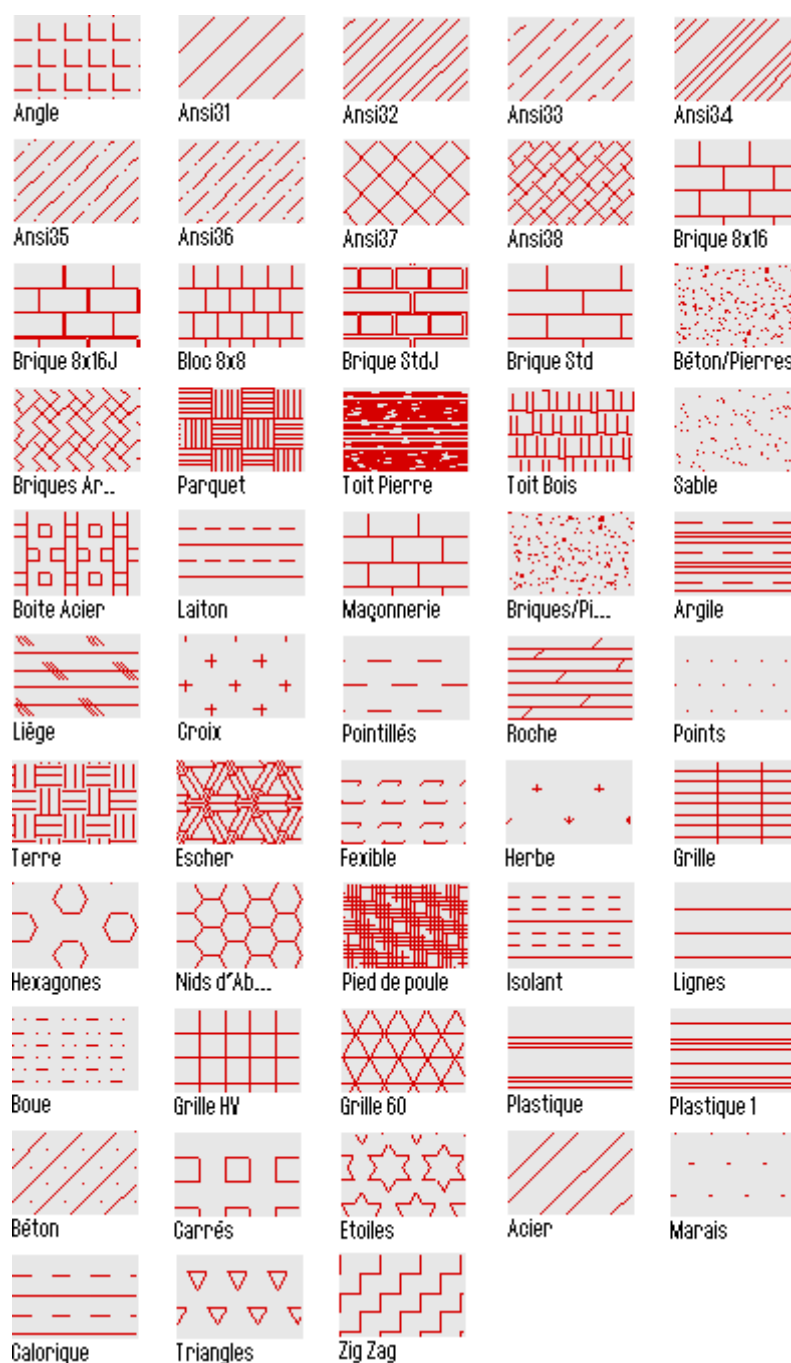 Angle Ansi31 Ansi32 Ansi33 Ansi34
Ansi35 Ansi36 Ansi37 Ansi38 Brique 8x16
Brique 8x16J Bloc 8x8 Brique StdJ Brique Std Béton/Pierres
Briques Ar... Parquet Toit Pierre Toit Bois Sable
Boite Acier Laiton Maçonnerie Briques/Pi... Argile
Liège Croix Pointillés Roche Points
Terre Escher Fexible Herbe Grille
Hexagones Nids d'Ab... Pied de poule Isolant Lignes
Boue Grille HV Grille 60 Plastique Plastique 1
Béton Carrés Etoiles Acier Marais
Calorique Triangles Zig Zag